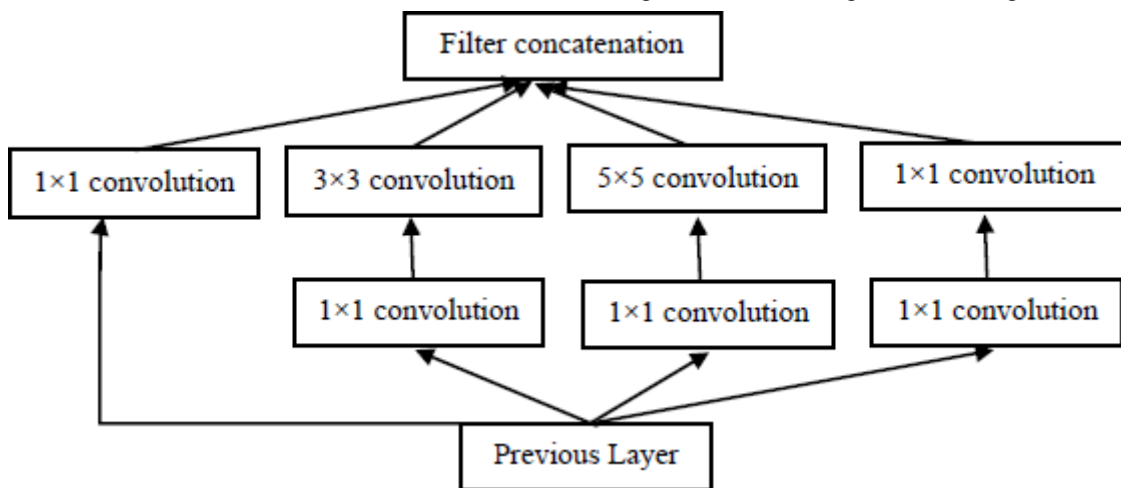 Filter concatenation
1×1 convolution
3×3 convolution
5×5 convolution
1×1 convolution
1×1 convolution
1×1 convolution
1×1 convolution
Previous Layer